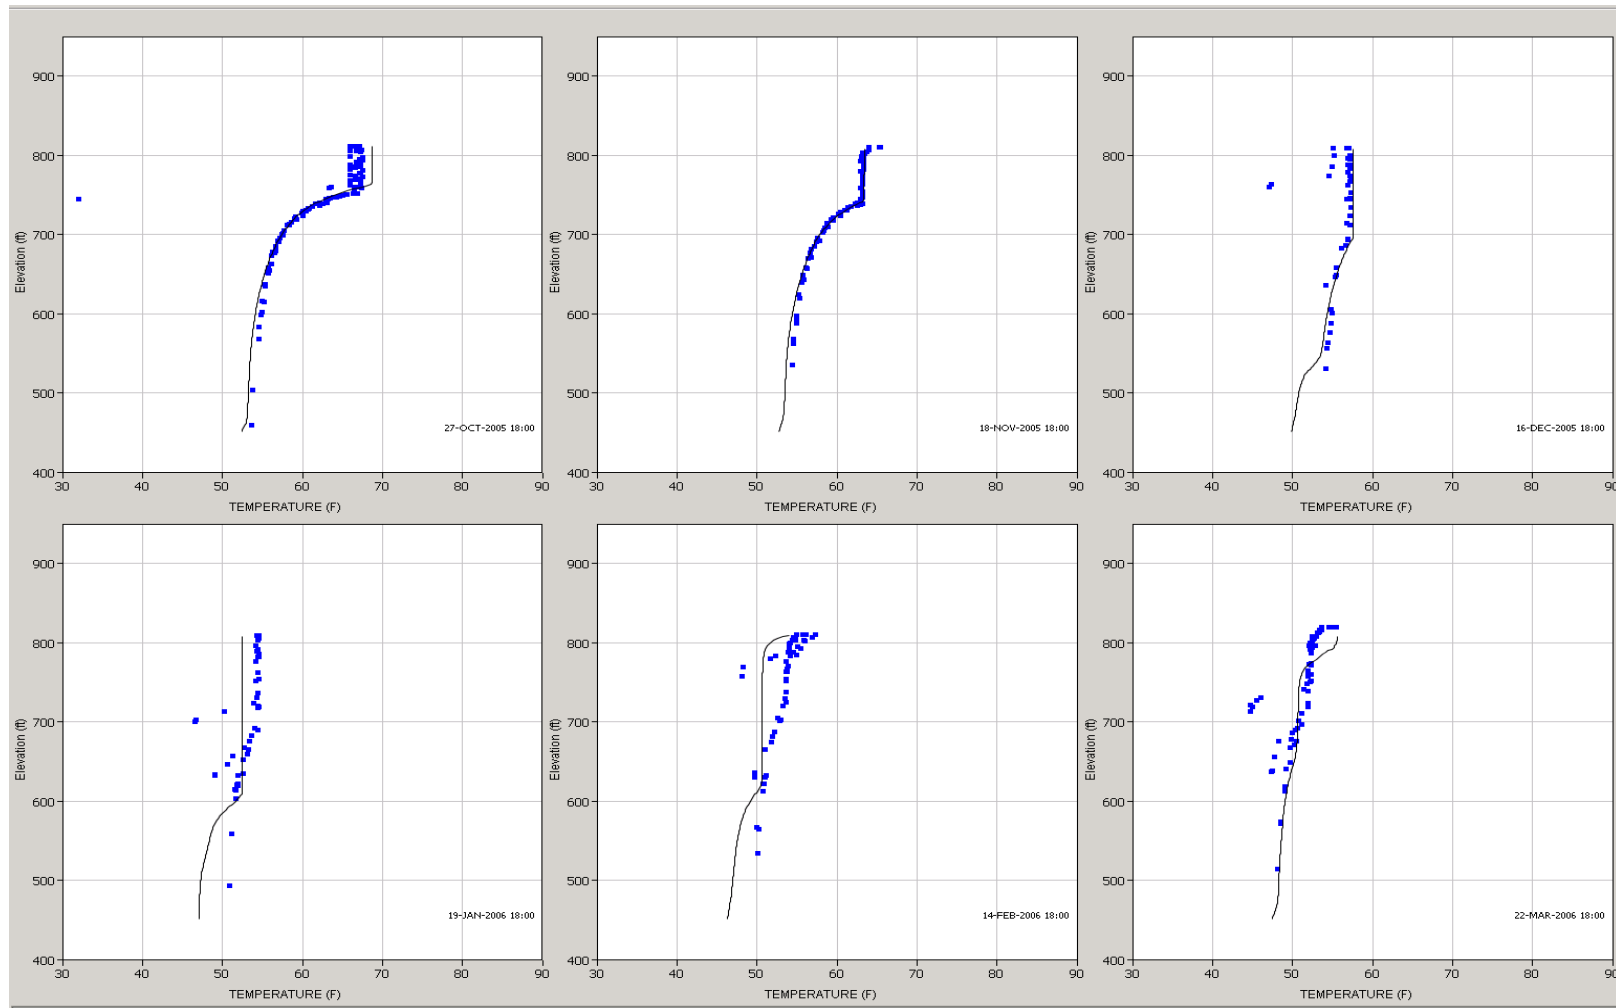 900
800
700
600
500
400
Elevation (ft)
27-OCT-2005 18:00
30 40 50 60 70 80 90
TEMPERATURE (F)
900
800
700
600
500
400
Elevation (ft)
18-NOV-2005 18:00
30 40 50 60 70 80 90
TEMPERATURE (F)
900
800
700
600
500
400
Elevation (ft)
16-DEC-2005 18:00
30 40 50 60 70 80 90
TEMPERATURE (F)
900
800
700
600
500
400
Elevation (ft)
19-JAN-2006 18:00
30 40 50 60 70 80 90
TEMPERATURE (F)
900
800
700
600
500
400
Elevation (ft)
14-FEB-2006 18:00
30 40 50 60 70 80 90
TEMPERATURE (F)
900
800
700
600
500
400
Elevation (ft)
22-MAR-2006 18:00
30 40 50 60 70 80 90
TEMPERATURE (F)